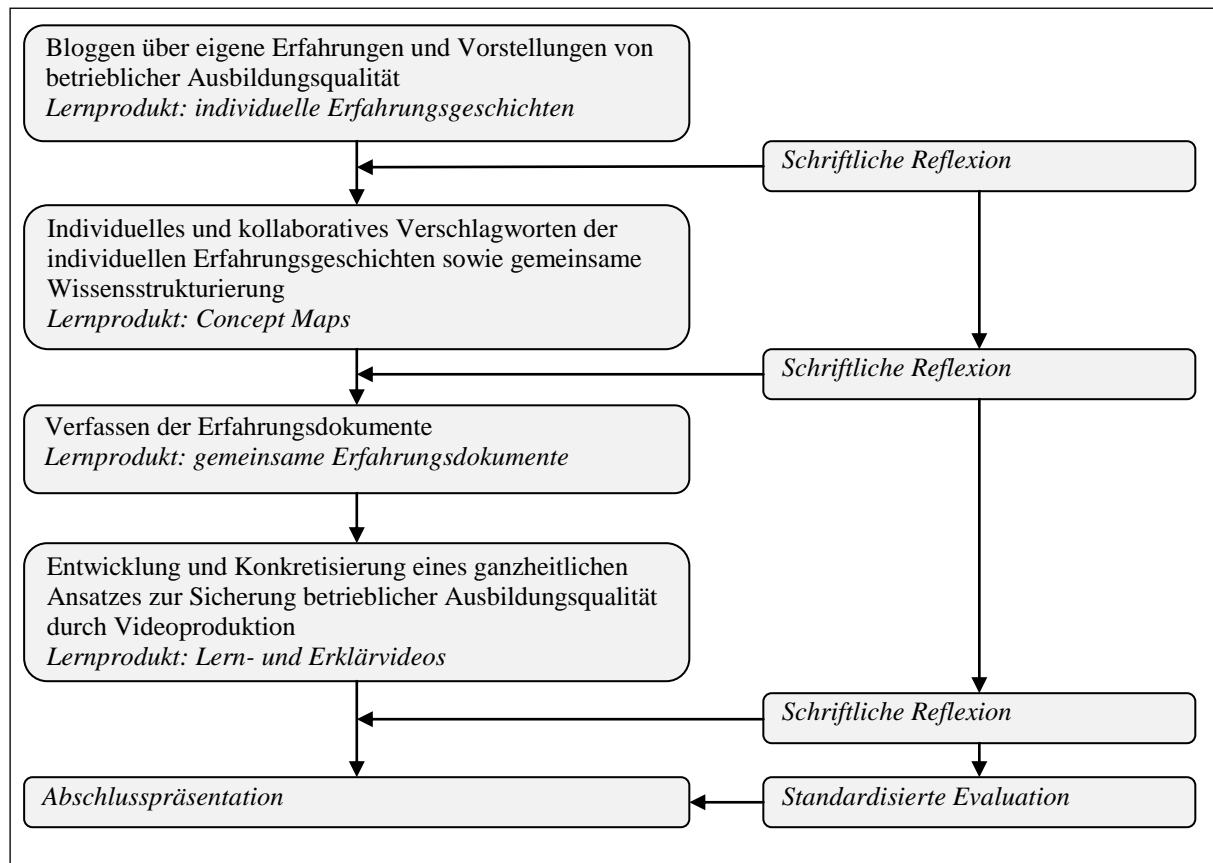 Bloggen über eigene Erfahrungen und Vorstellungen von
betrieblicher Ausbildungsqualität
Lernprodukt: individuelle Erfahrungsgeschichten
Schriftliche Reflexion
Individuelles und kollaboratives Verschlagworten der
individuellen Erfahrungsgeschichten sowie gemeinsame
Wissensstrukturierung
Lernprodukt: Concept Maps
Schriftliche Reflexion
Verfassen der Erfahrungsdokumente
Lernprodukt: gemeinsame Erfahrungsdokumente
Entwicklung und Konkretisierung eines ganzheitlichen
Ansatzes zur Sicherung betrieblicher Ausbildungsqualität
durch Videoproduktion
Lernprodukt: Lern- und Erklärvideos
Schriftliche Reflexion
Abschlusspräsentation
Standardisierte Evaluation